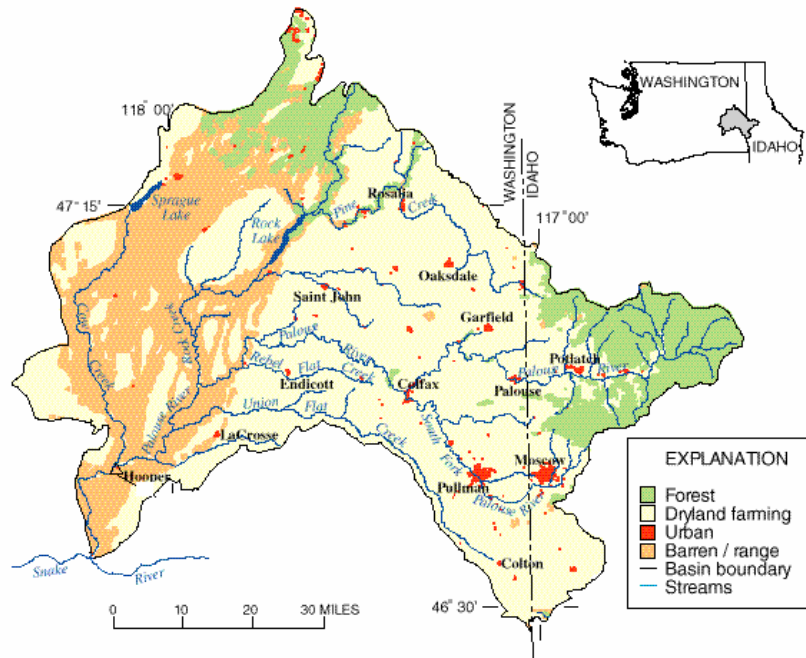 WASHINGTON
IDAHO
118° 00'
WASHINGTON
IDAHO
47° 15'
Sprague
Lake
Rosalia
Pine
Creek
117° 00'
Rock
Lake
Oaksdale
Saint John
Garfield
Cow
Creek
Rock Creek
Palouse
River
Rebel
Flat
Creek
Endicott
Colfax
Potlatch
Palouse
River
Palouse
Union
Flat
Creek
Palouse River
LaCrosse
South
Fork
Hooper
Pullman
Moscow
Palouse River
Colton
Snake
River
46° 30'
0 10 20 30 MILES
EXPLANATION
Forest
Dryland farming
Urban
Barren / range
Basin boundary
Streams